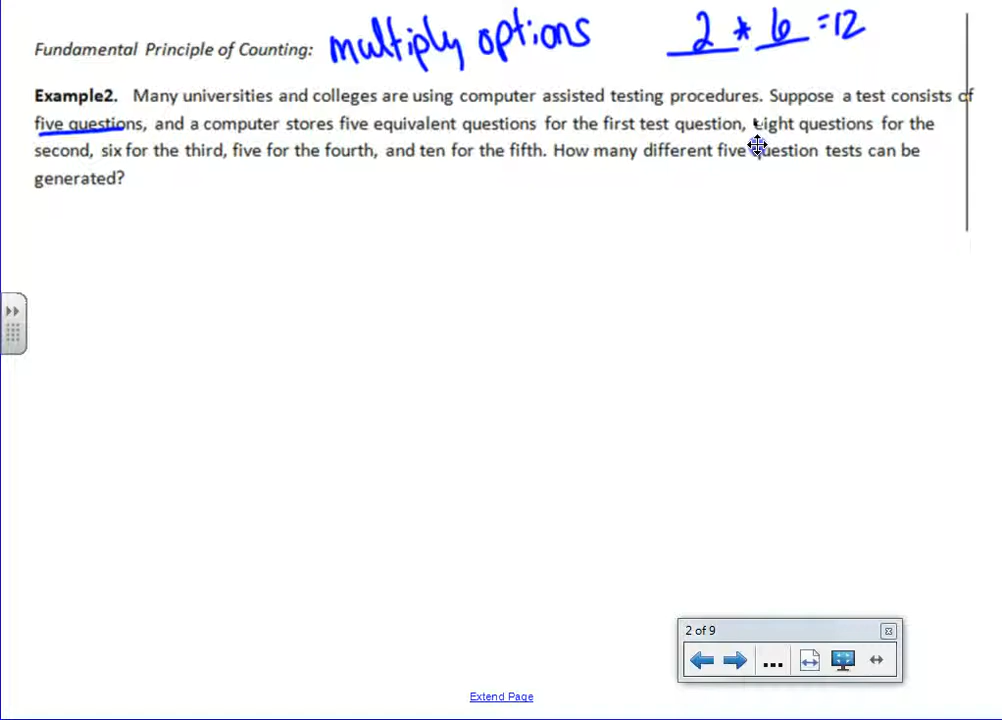 Fundamental Principle of Counting: multiply options 2 * 6 = 12
Example2. Many universities and colleges are using computer assisted testing procedures. Suppose a test consists of
five questions, and a computer stores five equivalent questions for the first test question, eight questions for the
second, six for the third, five for the fourth, and ten for the fifth. How many different five question tests can be
generated?
2 of 9
...
Extend Page